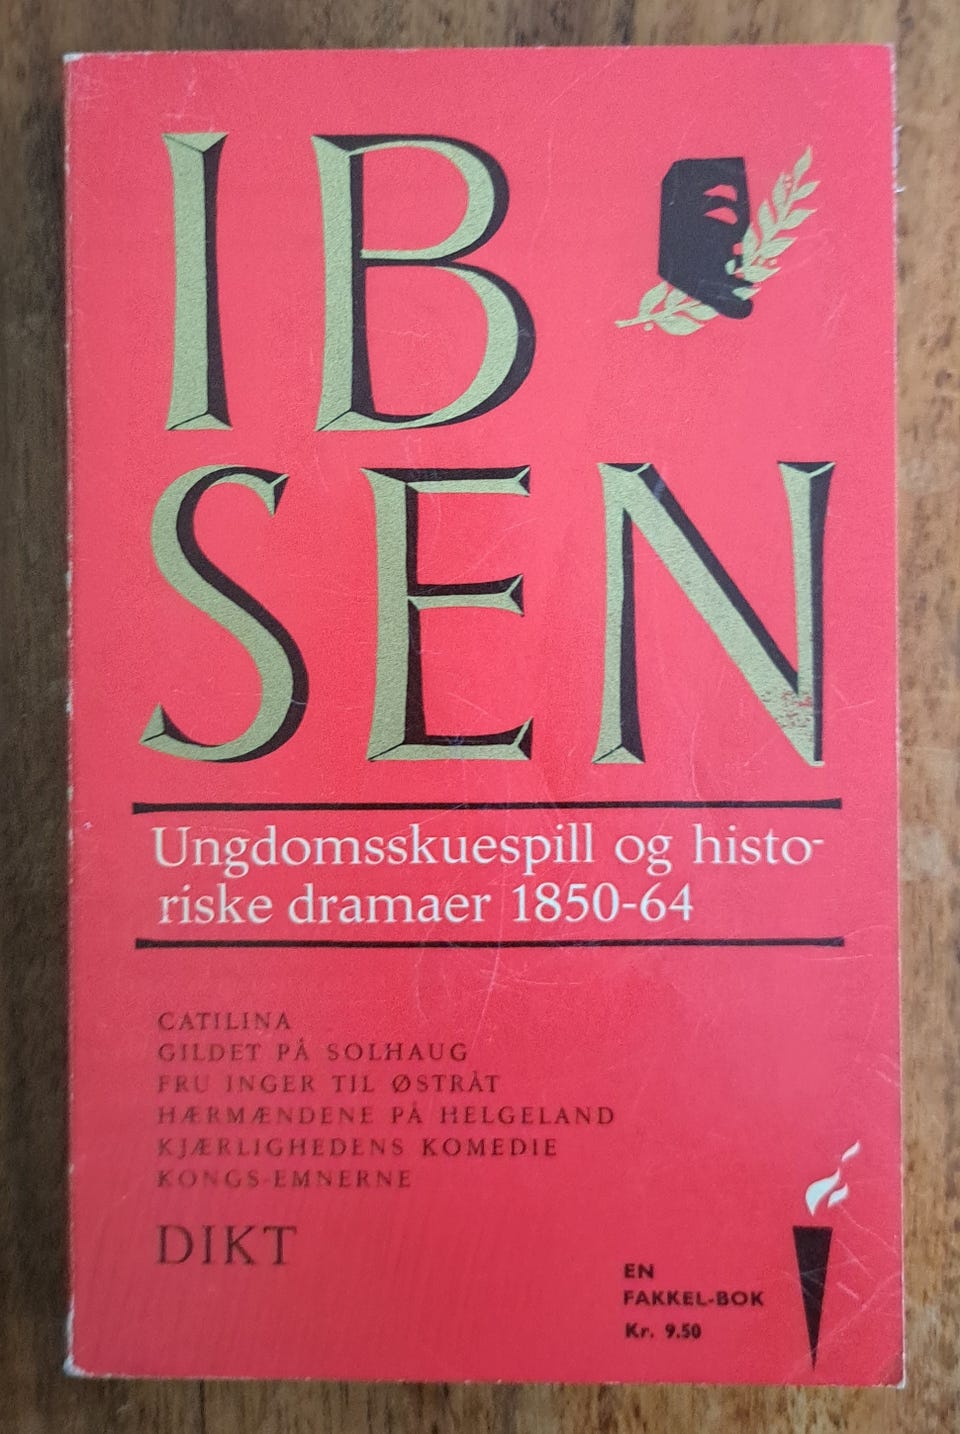 IB
SEN
Ungdomsskuespill og histo-
riske dramaer 1850-64
CATILINA
GILDET PÅ SOLHAUG
FRU INGER TIL ØSTRÅT
HÆRMÆNDENE PÅ HELGELAND
KJÆRLIGHEDENS KOMEDIE
KONGS-EMNERNE
DIKT
EN
FAKKEL-BOK
Kr. 9.50